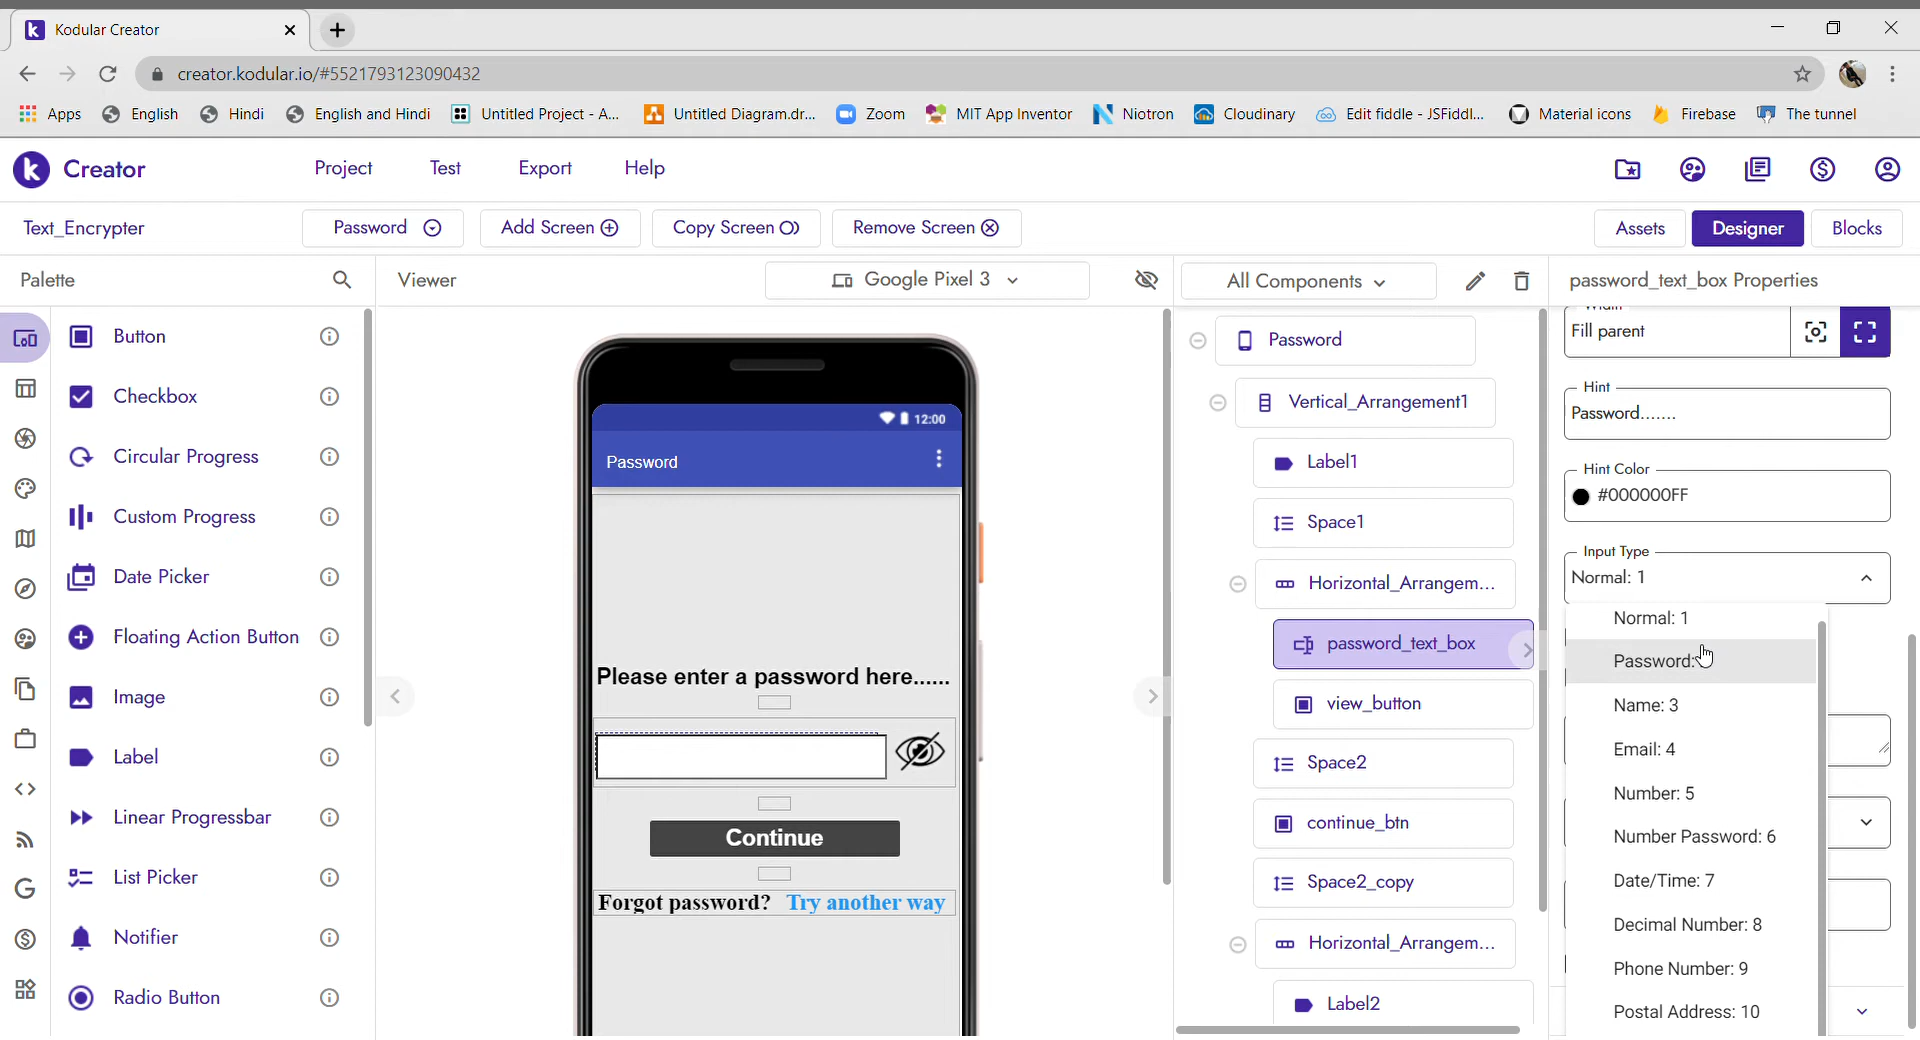 Kodular Creator
creator.kodular.io/#5521793123090432
Apps English Hindi English and Hindi Untitled Project - A... Untitled Diagram.dr... Zoom MIT App Inventor Niotron Cloudinary Edit fiddle - JSFiddl... Material icons Firebase The tunnel
Creator Project Test Export Help
Text_Encrypter Password Add Screen Copy Screen Remove Screen Assets Designer Blocks
Palette Viewer Google Pixel 3 All Components password_text_box Properties
Button
Checkbox
Circular Progress
Custom Progress
Date Picker
Floating Action Button
Image
Label
Linear Progressbar
List Picker
Notifier
Radio Button
12:00
Password
Please enter a password here......
Continue
Forgot password? Try another way
Password
Vertical_Arrangement1
Label1
Space1
Horizontal_Arrangem...
password_text_box
view_button
Space2
continue_btn
Space2_copy
Horizontal_Arrangem...
Label2
Width
Fill parent
Hint
Password.......
Hint Color
#000000FF
Input Type
Normal: 1
Normal: 1
Password:
Name: 3
Email: 4
Number: 5
Number Password: 6
Date/Time: 7
Decimal Number: 8
Phone Number: 9
Postal Address: 10